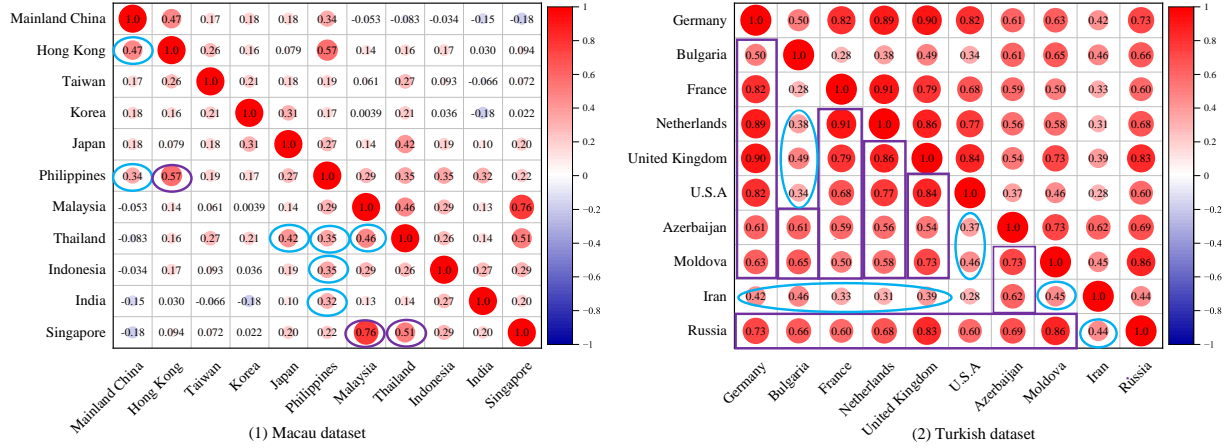 Mainland China 1.0 0.47 0.17 0.18 0.18 0.34 -0.053 -0.083 -0.034 -0.15 -0.18
Hong Kong 0.47 1.0 0.26 0.16 0.079 0.57 0.14 0.16 0.17 0.030 0.094
Taiwan 0.17 0.26 1.0 0.21 0.18 0.19 0.061 0.27 0.093 -0.066 0.072
Korea 0.18 0.16 0.21 1.0 0.31 0.17 0.0039 0.21 0.036 -0.18 0.022
Japan 0.18 0.079 0.18 0.31 1.0 0.27 0.14 0.42 0.19 0.10 0.20
Philippines 0.34 0.57 0.19 0.17 0.27 1.0 0.29 0.35 0.35 0.32 0.22
Malaysia -0.053 0.14 0.061 0.0039 0.14 0.29 1.0 0.46 0.29 0.13 0.76
Thailand -0.083 0.16 0.27 0.21 0.42 0.35 0.46 1.0 0.26 0.14 0.51
Indonesia -0.034 0.17 0.093 0.036 0.19 0.35 0.29 0.26 1.0 0.27 0.29
India -0.15 0.030 -0.066 -0.18 0.10 0.32 0.13 0.14 0.27 1.0 0.20
Singapore -0.18 0.094 0.072 0.022 0.20 0.22 0.76 0.51 0.29 0.20 1.0
Mainland China Hong Kong Taiwan Korea Japan Philippines Malaysia Thailand Indonesia India Singapore
1
0.8
0.6
0.4
0.2
0
−0.2
−0.4
−0.6
−0.8
−1
(1) Macau dataset
Germany 1.0 0.50 0.82 0.89 0.90 0.82 0.61 0.63 0.42 0.73
Bulgaria 0.50 1.0 0.28 0.38 0.49 0.34 0.61 0.65 0.46 0.66
France 0.82 0.28 1.0 0.91 0.79 0.68 0.59 0.50 0.33 0.60
Netherlands 0.89 0.38 0.91 1.0 0.86 0.77 0.56 0.58 0.31 0.68
United Kingdom 0.90 0.49 0.79 0.86 1.0 0.84 0.54 0.73 0.39 0.83
U.S.A 0.82 0.34 0.68 0.77 0.84 1.0 0.37 0.46 0.28 0.60
Azerbaijan 0.61 0.61 0.59 0.56 0.54 0.37 1.0 0.73 0.62 0.69
Moldova 0.63 0.65 0.50 0.58 0.73 0.46 0.73 1.0 0.45 0.86
Iran 0.42 0.46 0.33 0.31 0.39 0.28 0.62 0.45 1.0 0.44
Russia 0.73 0.66 0.60 0.68 0.83 0.60 0.69 0.86 0.44 1.0
Germany Bulgaria France Netherlands United Kingdom U.S.A Azerbaijan Moldova Iran Russia
1
0.8
0.6
0.4
0.2
0
−0.2
−0.4
−0.6
−0.8
−1
(2) Turkish dataset